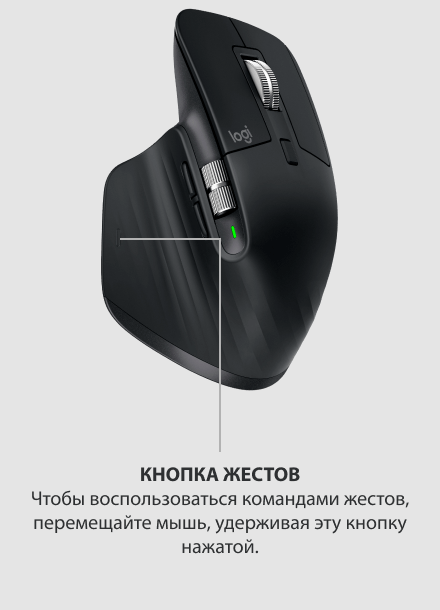 logi
КНОПКА ЖЕСТОВ
Чтобы воспользоваться командами жестов,
перемещайте мышь, удерживая эту кнопку
нажатой.